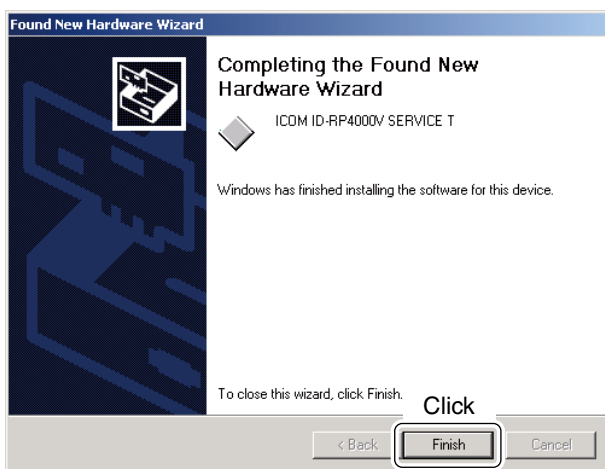 Found New Hardware Wizard
Completing the Found New
Hardware Wizard
ICOM ID-RP4000V SERVICE T
Windows has finished installing the software for this device.
To close this wizard, click Finish.
Click
< Back
Finish
Cancel